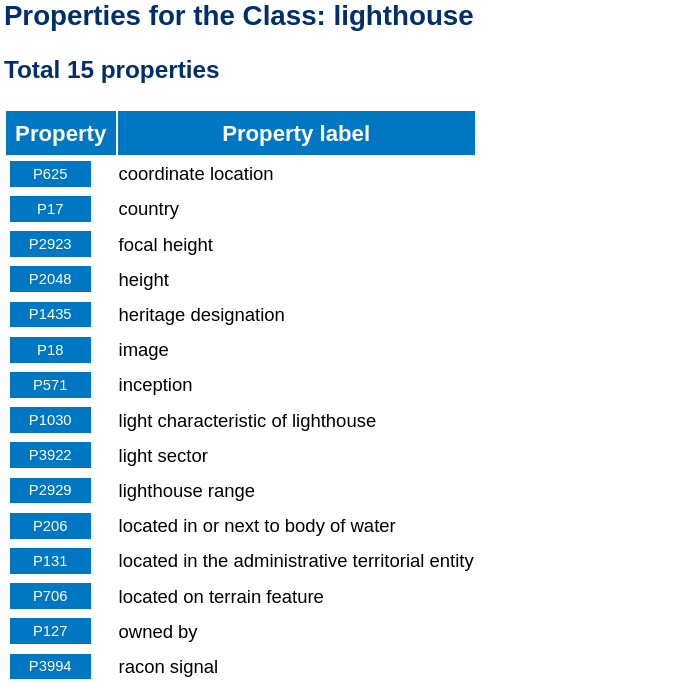 Properties for the Class: lighthouse
Total 15 properties
Property Property label
P625 coordinate location
P17 country
P2923 focal height
P2048 height
P1435 heritage designation
P18 image
P571 inception
P1030 light characteristic of lighthouse
P3922 light sector
P2929 lighthouse range
P206 located in or next to body of water
P131 located in the administrative territorial entity
P706 located on terrain feature
P127 owned by
P3994 racon signal